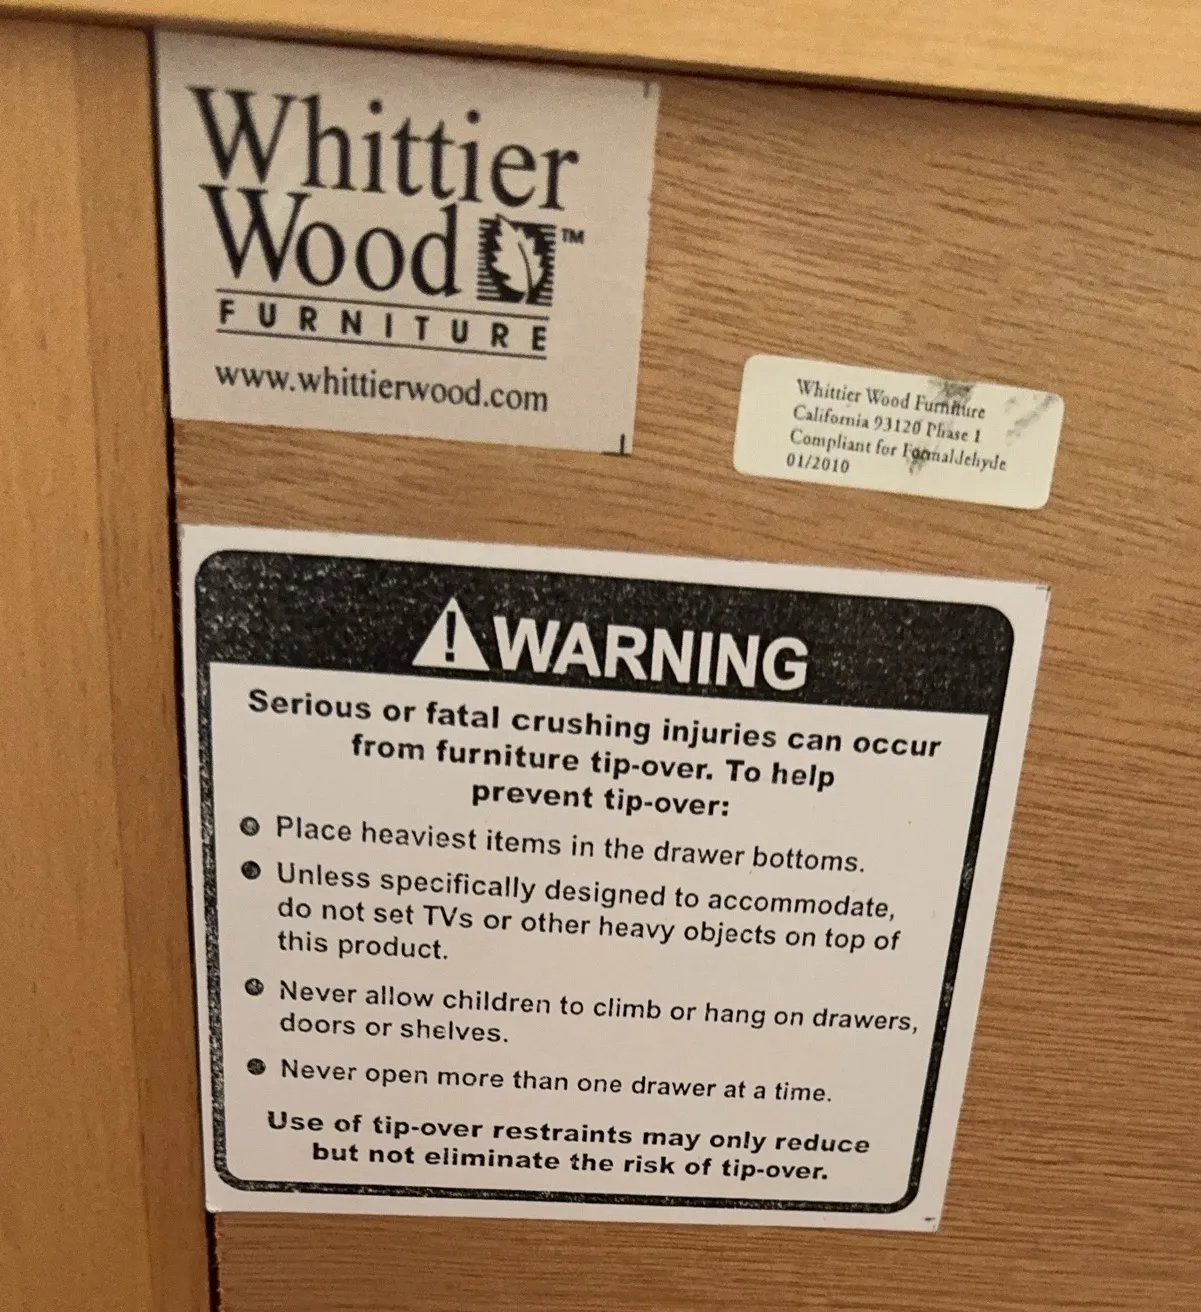 Whittier
Wood™
FURNITURE
www.whittierwood.com
Whittier Wood Furniture
California 93120 Phase 1
Compliant for Formaldehyde
01/2010
WARNING
Serious or fatal crushing injuries can occur
from furniture tip-over. To help
prevent tip-over:
● Place heaviest items in the drawer bottoms.
● Unless specifically designed to accommodate,
do not set TVs or other heavy objects on top of
this product.
● Never allow children to climb or hang on drawers,
doors or shelves.
● Never open more than one drawer at a time.
Use of tip-over restraints may only reduce
but not eliminate the risk of tip-over.